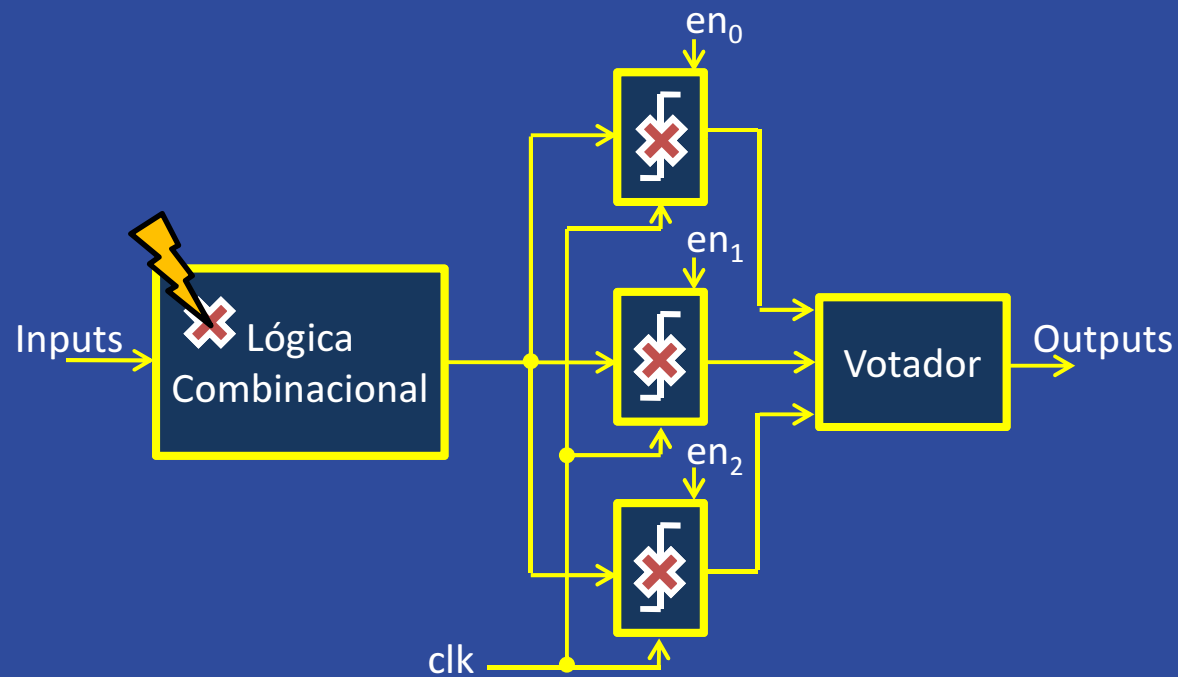 en₀
en₁
Inputs
Lógica
Combinacional
Votador
Outputs
en₂
clk